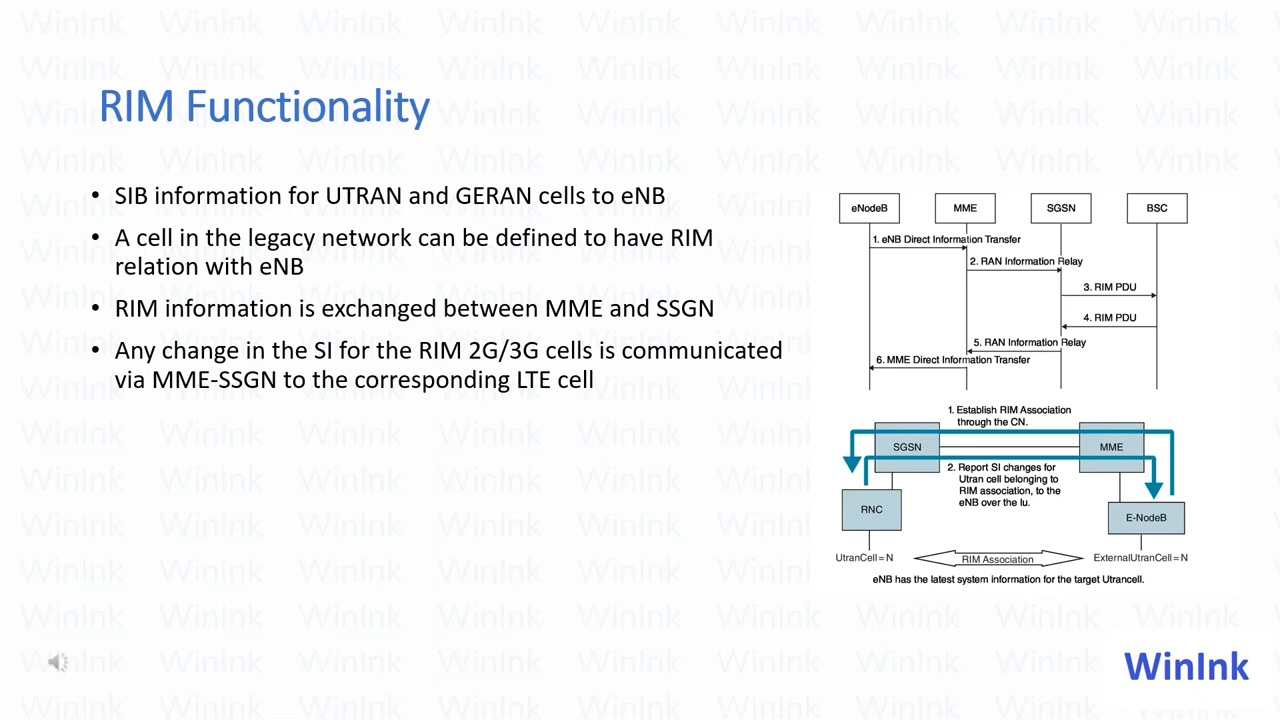 RIM Functionality
• SIB information for UTRAN and GERAN cells to eNB
• A cell in the legacy network can be defined to have RIM
relation with eNB
• RIM information is exchanged between MME and SSGN
• Any change in the SI for the RIM 2G/3G cells is communicated
via MME-SSGN to the corresponding LTE cell
eNodeB MME SGSN BSC
1. eNB Direct Information Transfer
2. RAN Information Relay
3. RIM PDU
4. RIM PDU
5. RAN Information Relay
6. MME Direct Information Transfer
1. Establish RIM Association
through the CN.
SGSN MME
2. Report SI changes for
Utran cell belonging to
RIM association, to the
eNB over the Iu.
RNC E-NodeB
UtranCell=N RIM Association ExternalUtranCell=N
eNB has the latest system information for the target Utrancell.
WinInk